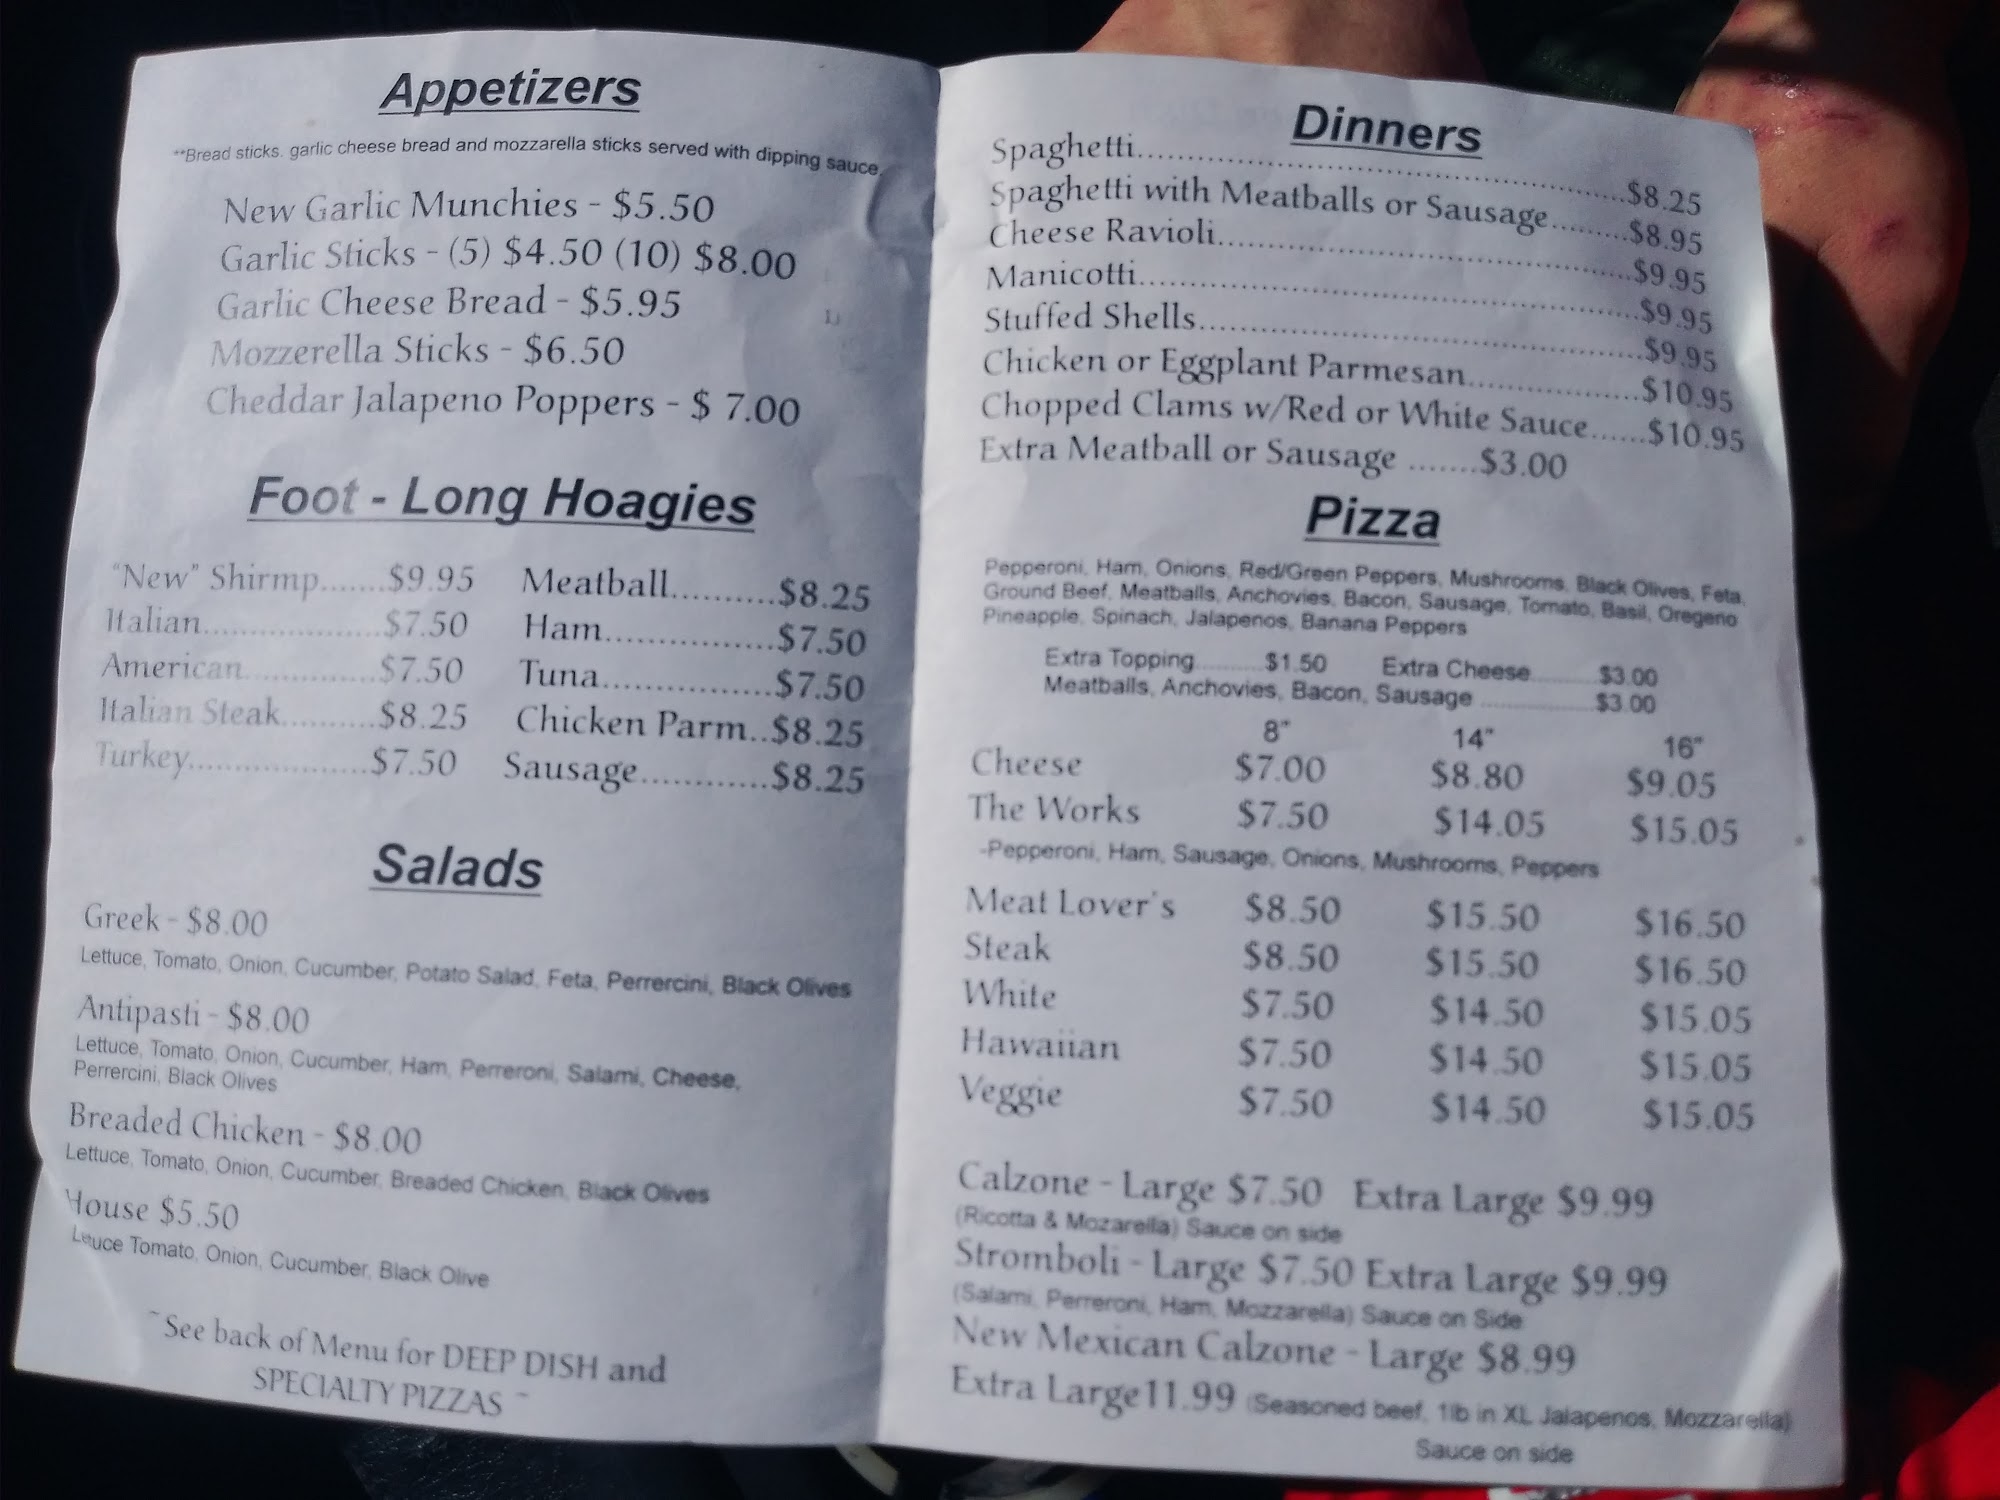 Appetizers
**Bread sticks. garlic cheese bread and mozzarella sticks served with dipping sauce.
New Garlic Munchies - $5.50
Garlic Sticks - (5) $4.50 (10) $8.00
Garlic Cheese Bread - $5.95
Mozzerella Sticks - $6.50
Cheddar Jalapeno Poppers - $ 7.00
Foot - Long Hoagies
"New" Shirmp.......$9.95
Italian....................$7.50
American...............$7.50
Italian Steak..........$8.25
Turkey....................$7.50
Meatball..........$8.25
Ham................$7.50
Tuna................$7.50
Chicken Parm..$8.25
Sausage............$8.25
Salads
Greek - $8.00
Lettuce, Tomato, Onion, Cucumber, Potato Salad, Feta, Perrercini, Black Olives
Antipasti - $8.00
Lettuce, Tomato, Onion, Cucumber, Ham, Perreroni, Salami, Cheese,
Perrercini, Black Olives
Breaded Chicken - $8.00
Lettuce, Tomato, Onion, Cucumber, Breaded Chicken, Black Olives
House $5.50
Leuce Tomato, Onion, Cucumber, Black Olive
~See back of Menu for DEEP DISH and
SPECIALTY PIZZAS ~
Dinners
Spaghetti......................................................$8.25
Spaghetti with Meatballs or Sausage.........$8.95
Cheese Ravioli..............................................$9.95
Manicotti.......................................................$9.95
Stuffed Shells................................................$9.95
Chicken or Eggplant Parmesan...................$10.95
Chopped Clams w/Red or White Sauce......$10.95
Extra Meatball or Sausage .......$3.00
Pizza
Pepperoni, Ham, Onions, Red/Green Peppers, Mushrooms, Black Olives, Feta,
Ground Beef, Meatballs, Anchovies, Bacon, Sausage, Tomato, Basil, Oregeno
Pineapple, Spinach, Jalapenos, Banana Peppers
Extra Topping..........$1.50 Extra Cheese..........$3.00
Meatballs, Anchovies, Bacon, Sausage ..................$3.00
8" 14" 16"
Cheese $7.00 $8.80 $9.05
The Works $7.50 $14.05 $15.05
-Pepperoni, Ham, Sausage, Onions, Mushrooms, Peppers
Meat Lover's $8.50 $15.50 $16.50
Steak $8.50 $15.50 $16.50
White $7.50 $14.50 $15.05
Hawaiian $7.50 $14.50 $15.05
Veggie $7.50 $14.50 $15.05
Calzone - Large $7.50 Extra Large $9.99
(Ricotta & Mozarella) Sauce on side
Stromboli - Large $7.50 Extra Large $9.99
(Salami, Perreroni, Ham, Mozzarella) Sauce on Side
New Mexican Calzone - Large $8.99
Extra Large11.99 (Seasoned beef, 1lb in XL Jalapenos, Mozzarella)
Sauce on side